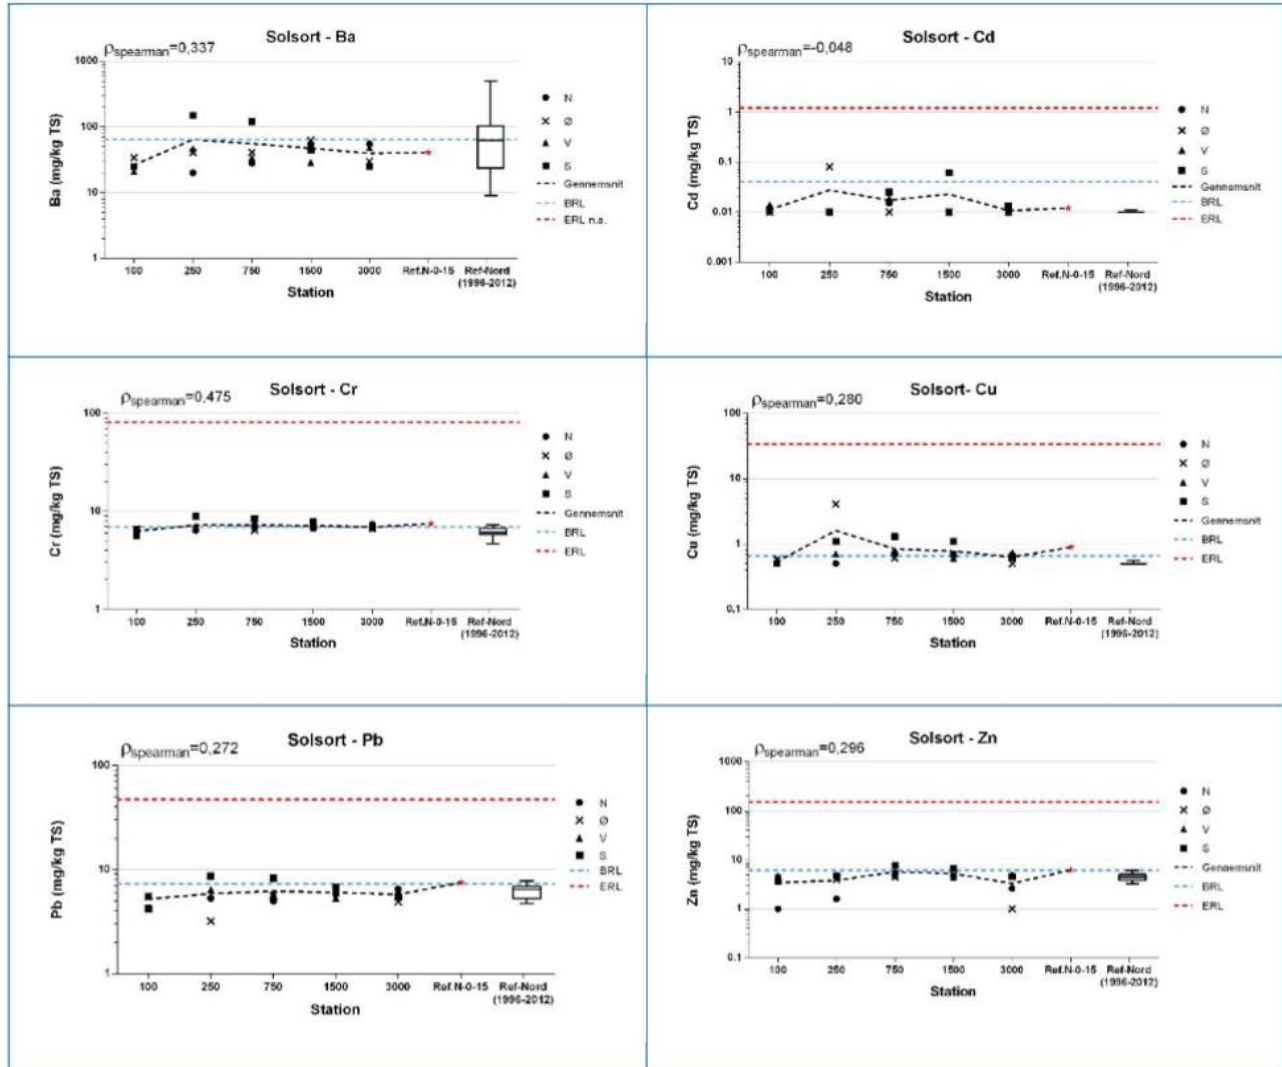 Solsort - Ba
ρspearman=0,337
1000
100
10
1
Ba (mg/kg TS)
100
250
750
1500
3000
Ref.N-0-15
Ref-Nord
(1996-2012)
Station
N
Ø
V
S
Gennemsnit
BRL
ERL n.a.
Solsort - Cd
ρspearman=-0,048
10
1
0.1
0.01
0.001
Cd (mg/kg TS)
100
250
750
1500
3000
Ref.N-0-15
Ref-Nord
(1996-2012)
Station
N
Ø
V
S
Gennemsnit
BRL
ERL
Solsort - Cr
ρspearman=0,475
100
10
1
Cr (mg/kg TS)
100
250
750
1500
3000
Ref.N-0-15
Ref-Nord
(1996-2012)
Station
N
Ø
V
S
Gennemsnit
BRL
ERL
Solsort- Cu
ρspearman=0,280
100
10
1
0.1
Cu (mg/kg TS)
100
250
750
1500
3000
Ref.N-0-15
Ref-Nord
(1996-2012)
Station
N
Ø
V
S
Gennemsnit
BRL
ERL
Solsort - Pb
ρspearman=0,272
100
10
1
Pb (mg/kg TS)
100
250
750
1500
3000
Ref.N-0-15
Ref-Nord
(1996-2012)
Station
N
Ø
V
S
BRL
ERL
Solsort - Zn
ρspearman=0,296
1000
100
10
1
0.1
Zn (mg/kg TS)
100
250
750
1500
3000
Ref.N-0-15
Ref-Nord
(1996-2012)
Station
N
Ø
V
S
Gennemsnit
BRL
ERL